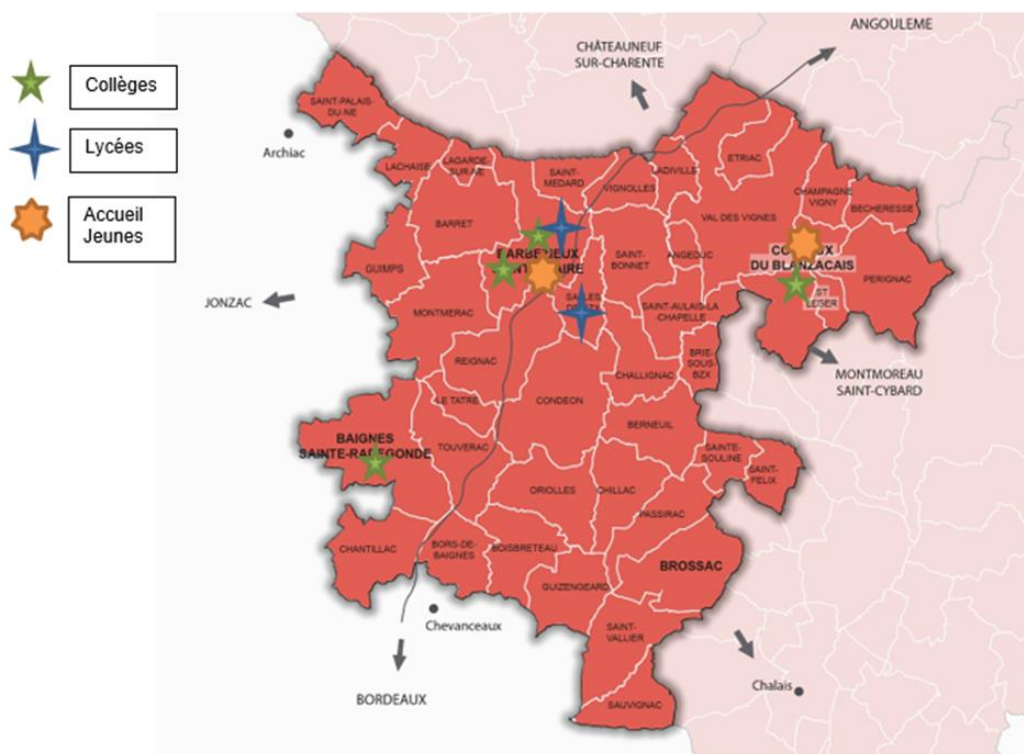 Collèges
Lycées
Accueil
Jeunes
ANGOULEME
CHÂTEAUNEUF
SUR-CHARENTE
SAINT-PALAIS-
DU-NE
Archiac
LACHAISE
LAGARDE-
SUR-NE
SAINT-
MEDARD
VIGNOLLES
LADIVILLE
ETRIAC
CHAMPAGNE
VIGNY
BECHERESSE
BARRET
VAL DES VIGNES
GUIMPS
SAINT-
BONNET
ANGEDUC
DU BLANZACAIS
PERIGNAC
ST
LEGER
JONZAC
MONTMERAC
SAINT-AULAIS-LA
CHAPELLE
REIGNAC
CHALLIGNAC
BRIE-
SOUS-
BZX
MONTMOREAU
SAINT-CYBARD
LE TATRE
CONDEON
BERNEUIL
BAIGNES
TOUVERAC
SAINTE-
SOULINE
SAINT-
FELIX
ORIOLLES
CHILLAC
PASSIRAC
CHANTILLAC
BORS-DE-
BAIGNES
BOISBRETEAU
BROSSAC
GUIZENGEARD
Chevanceaux
SAINT-
VALLIER
Chalais
BORDEAUX
SAUVIGNAC